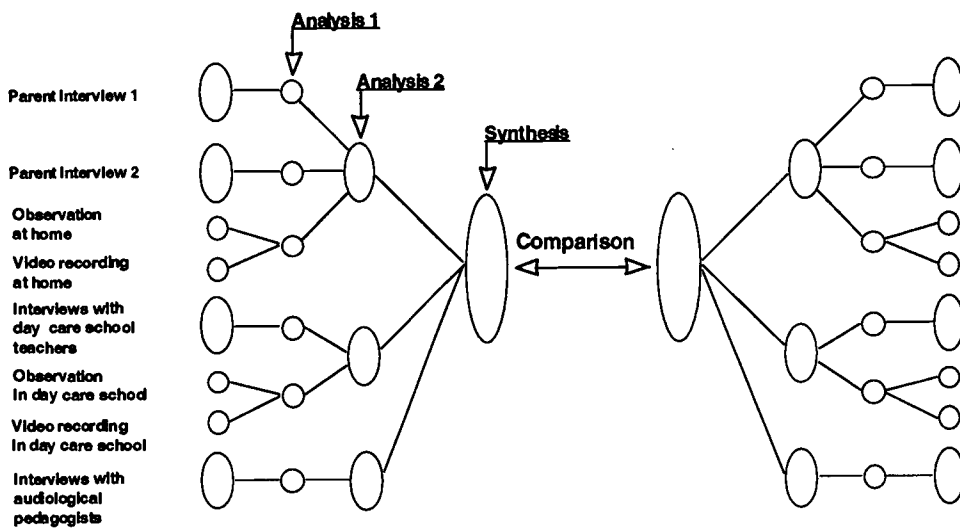 Analysis 1
Analysis 2
Synthesis
Comparison
Parent Interview 1
Parent Interview 2
Observation
at home
Video recording
at home
Interviews with
day care school
teachers
Observation
In day care school
Video recording
In day care school
Interviews with
audiological
pedagogists